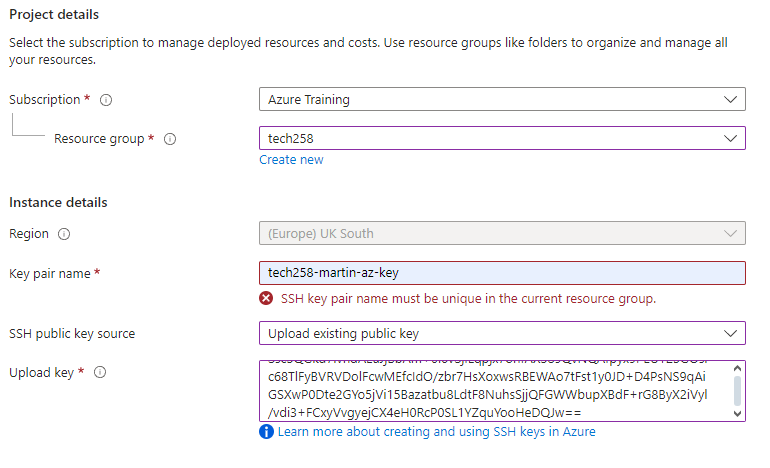 Project details
Select the subscription to manage deployed resources and costs. Use resource groups like folders to organize and manage all
your resources.
Subscription *
Azure Training
Resource group *
tech258
Create new
Instance details
Region
(Europe) UK South
Key pair name *
tech258-martin-az-key
SSH key pair name must be unique in the current resource group.
SSH public key source
Upload existing public key
Upload key *
c68TlFyBVRVDolFcwMEfcIdO/zbr7HsXoxwsRBEWAo7tFst1y0JD+D4PsNS9qAi
GSXwP0Dte2GYo5jVi15Bazatbu8LdtF8NuhsSjjQFGWWbupXBdF+rG8ByX2iVyl
/vdi3+FCxyVvgyejCX4eH0RcP0SL1YZquYooHeDQJw==
Learn more about creating and using SSH keys in Azure